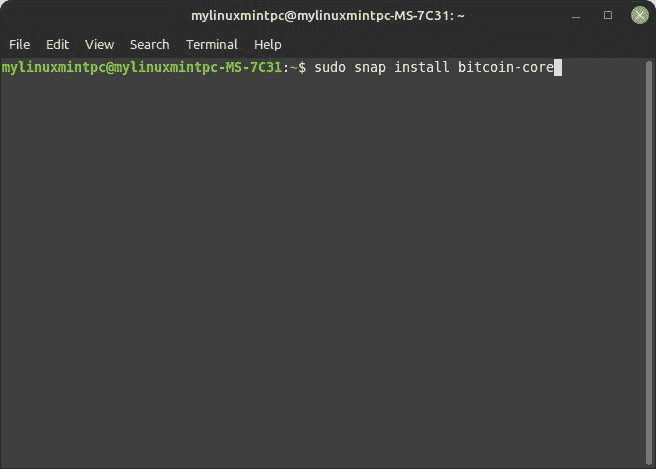 mylinuxmintpc@mylinuxmintpc-MS-7C31: ~
File Edit View Search Terminal Help
mylinuxmintpc@mylinuxmintpc-MS-7C31:~$ sudo snap install bitcoin-core